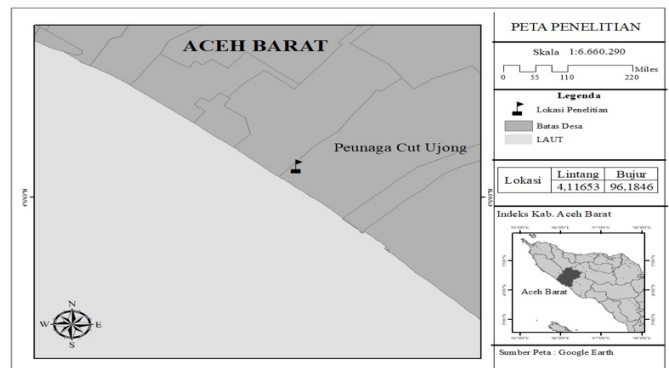 ACEH BARAT
Peunaga Cut Ujong
N
W E
S
PETA PENELITIAN
Skala 1:6.660.290
Miles
0 55 110 220
Legenda
Lokasi Penelitian
Batas Desa
LAUT
Lokasi Lintang Bujur
4,11653 96,1846
Indeks Kab. Aceh Barat
Aceh Barat
Sumber Peta : Google Earth